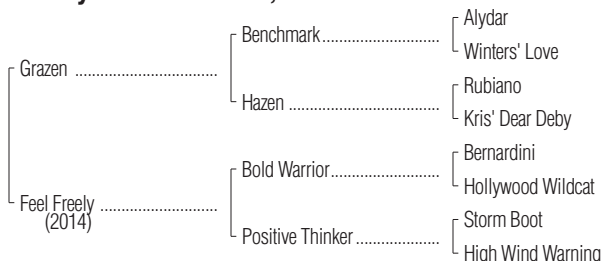 Alydar
Benchmark
Winters' Love
Grazen
Rubiano
Hazen
Kris' Dear Deby
Bernardini
Bold Warrior
Hollywood Wildcat
Feel Freely
(2014)
Storm Boot
Positive Thinker
High Wind Warning